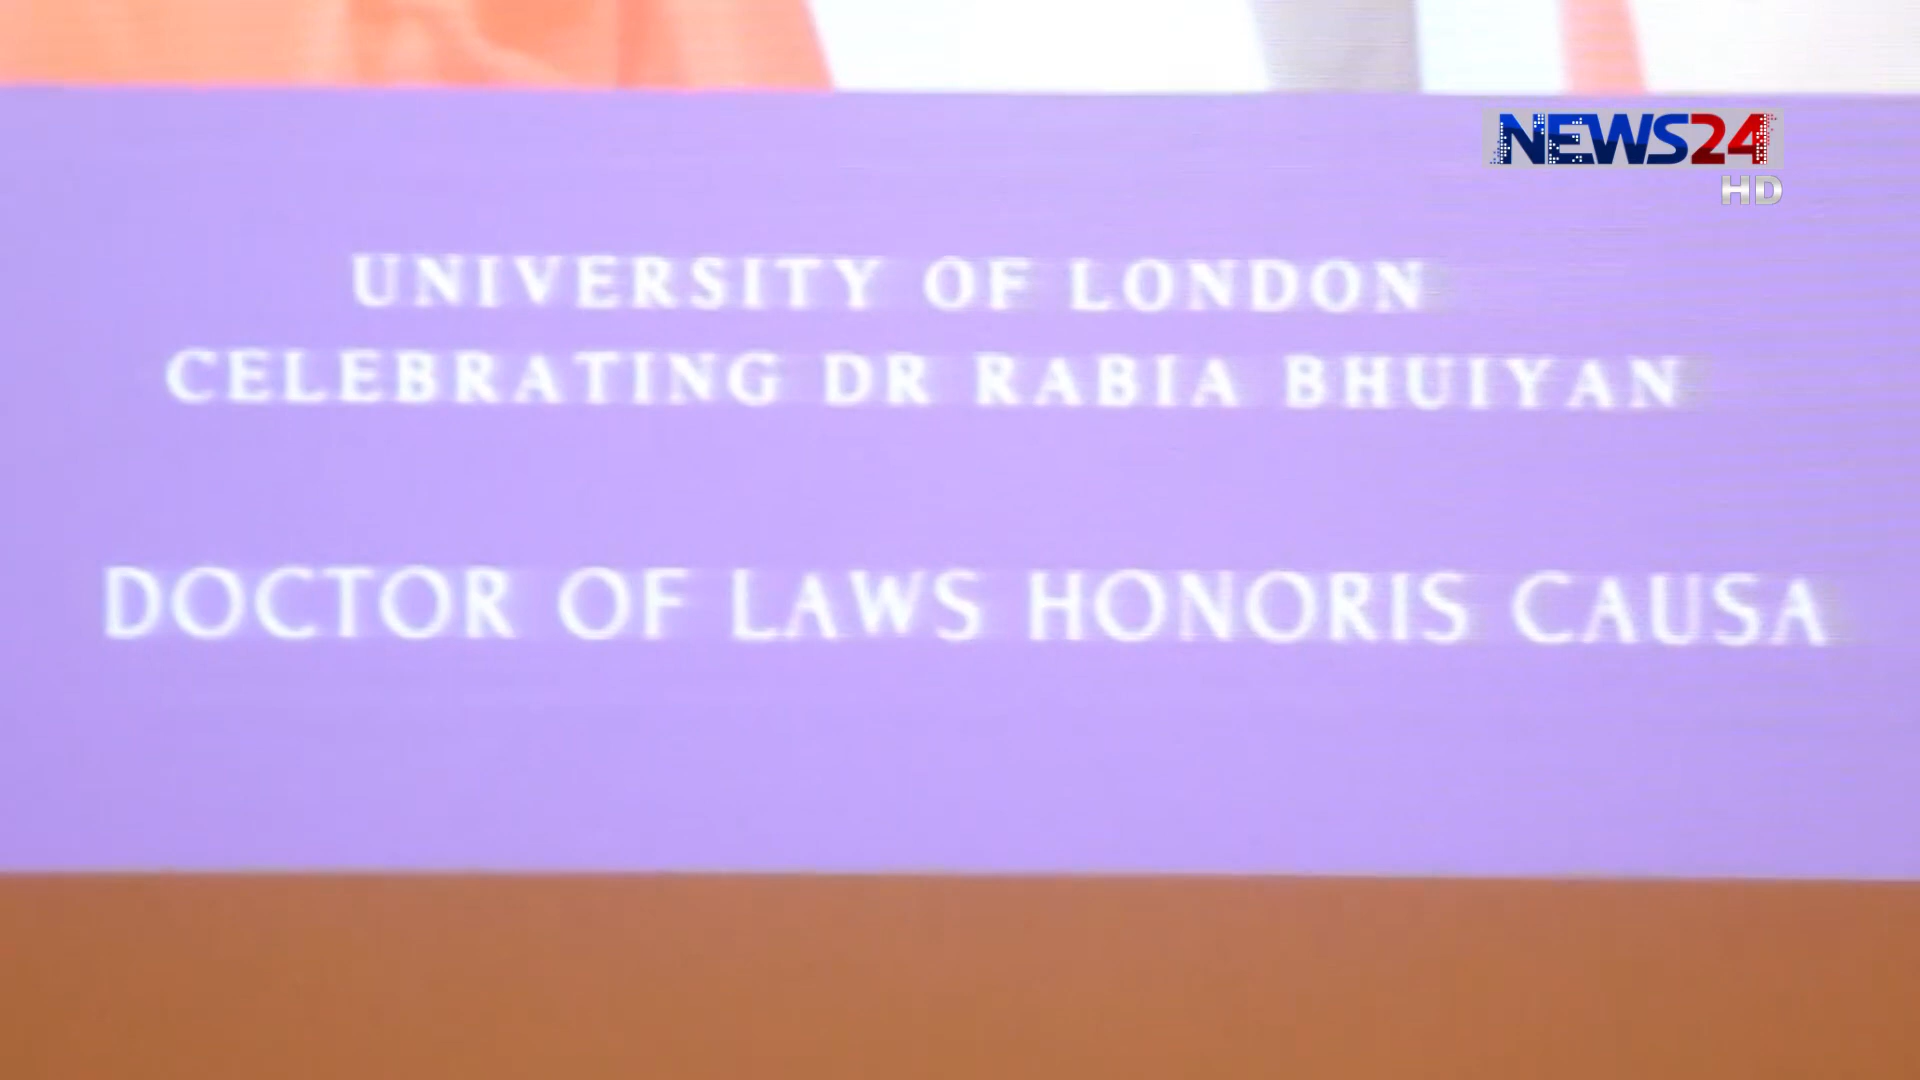 NEWS24
HD
UNIVERSITY OF LONDON
CELEBRATING DR RABIA BHUIYAN
DOCTOR OF LAWS HONORIS CAUSA